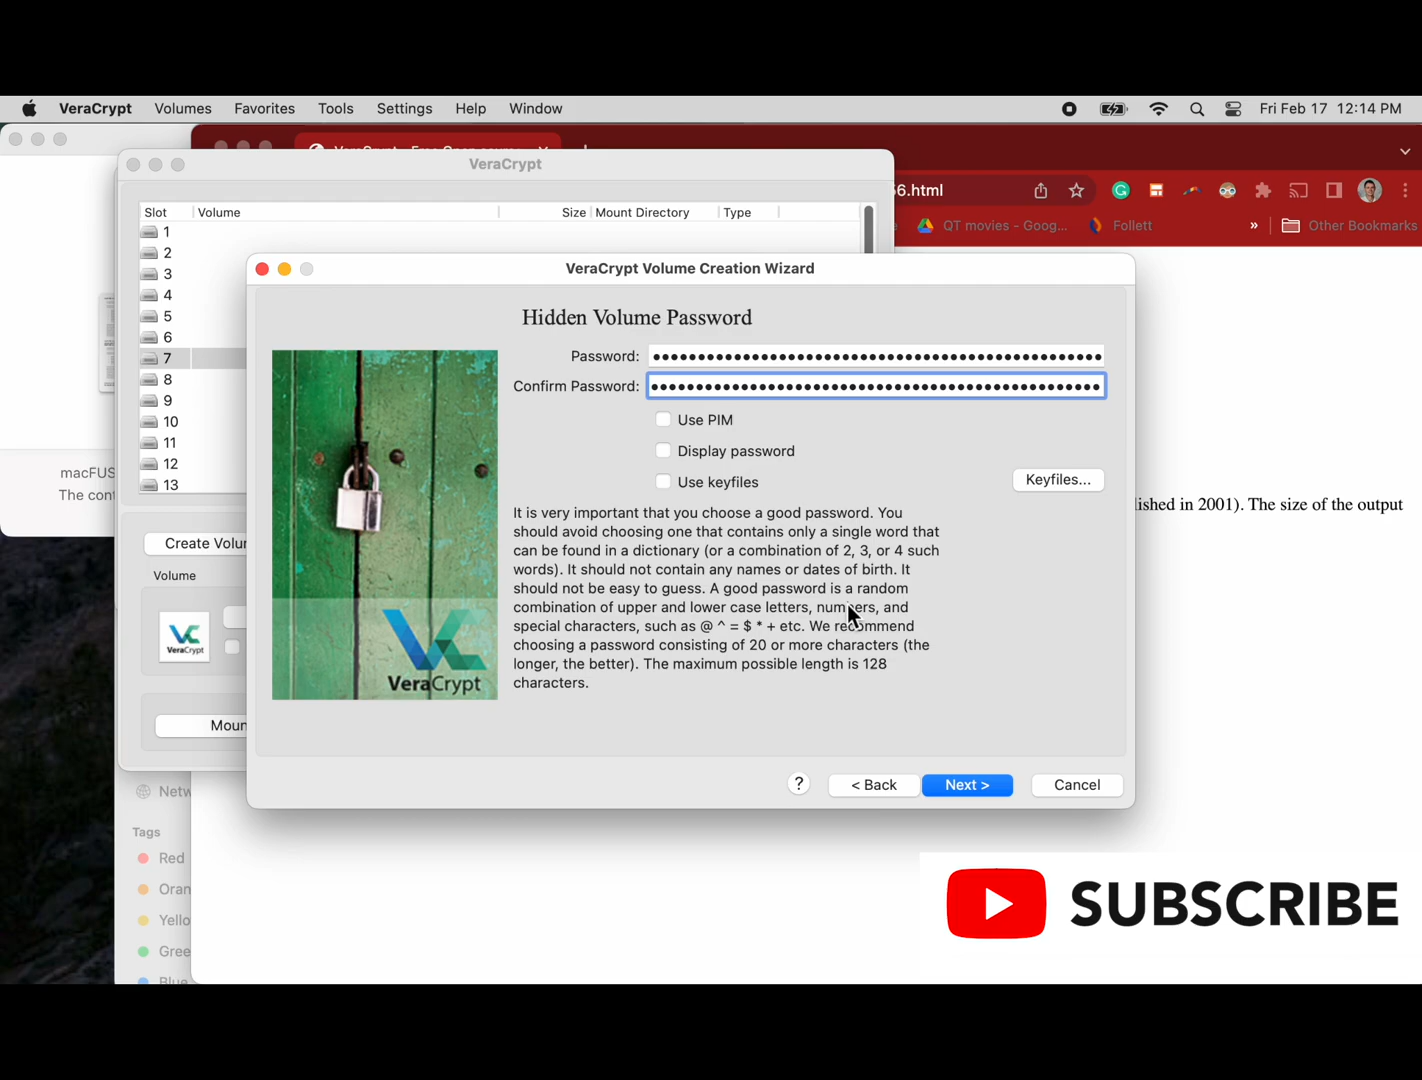 VeraCrypt Volumes Favorites Tools Settings Help Window Fri Feb 17 12:14 PM
VeraCrypt
6.html
QT movies - Goog... Follett » Other Bookmarks
Slot Volume Size Mount Directory Type
1
2
3
4
5
6
7
8
9
10
11
12
13
VeraCrypt Volume Creation Wizard
Hidden Volume Password
Password:
Confirm Password:
Use PIM
Display password
Use keyfiles
Keyfiles...
It is very important that you choose a good password. You
should avoid choosing one that contains only a single word that
can be found in a dictionary (or a combination of 2, 3, or 4 such
words). It should not contain any names or dates of birth. It
should not be easy to guess. A good password is a random
combination of upper and lower case letters, numbers, and
special characters, such as @ ^ = $ * + etc. We recommend
choosing a password consisting of 20 or more characters (the
longer, the better). The maximum possible length is 128
characters.
VeraCrypt
? < Back Next > Cancel
macFUS
The cont
lished in 2001). The size of the output
Create Volu
Volume
VeraCrypt
Moun
Netw
Tags
Red
Oran
Yello
Gree
Blue
SUBSCRIBE